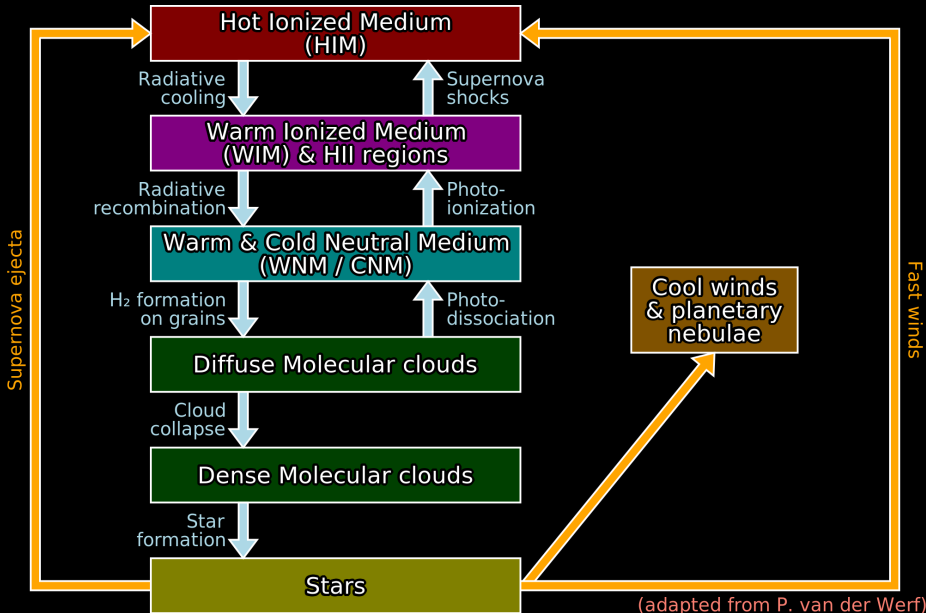 Hot Ionized Medium
(HIM)
Radiative
cooling
Supernova
shocks
Warm Ionized Medium
(WIM) & HII regions
Radiative
recombination
Photo-
ionization
Warm & Cold Neutral Medium
(WNM / CNM)
H₂ formation
on grains
Photo-
dissociation
Diffuse Molecular clouds
Cloud
collapse
Dense Molecular clouds
Star
formation
Stars
Supernova ejecta
Cool winds
& planetary
nebulae
Fast winds
(adapted from P. van der Werf)